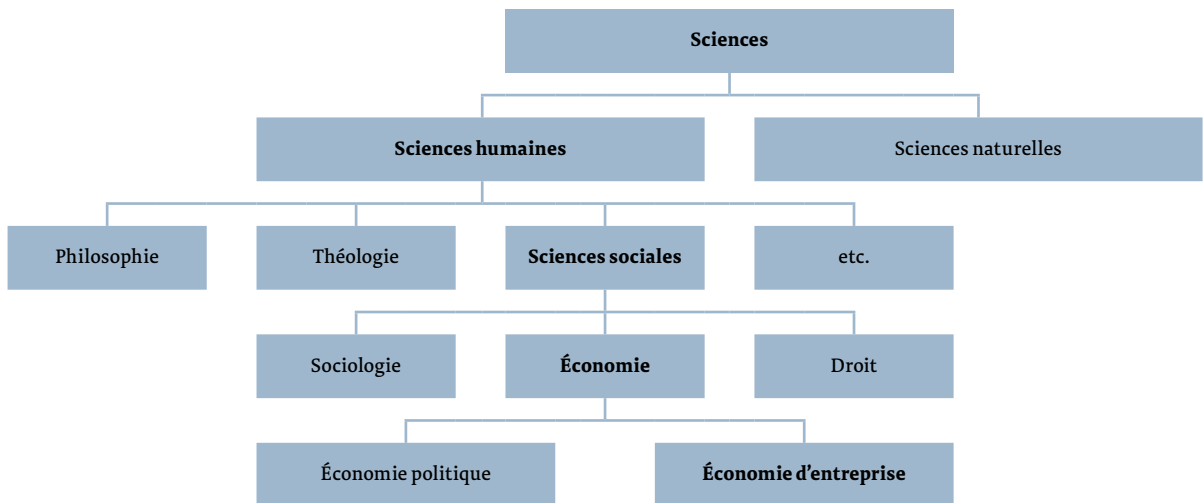 Sciences
Sciences humaines
Sciences naturelles
Philosophie
Théologie
Sciences sociales
etc.
Sociologie
Économie
Droit
Économie politique
Économie d’entreprise